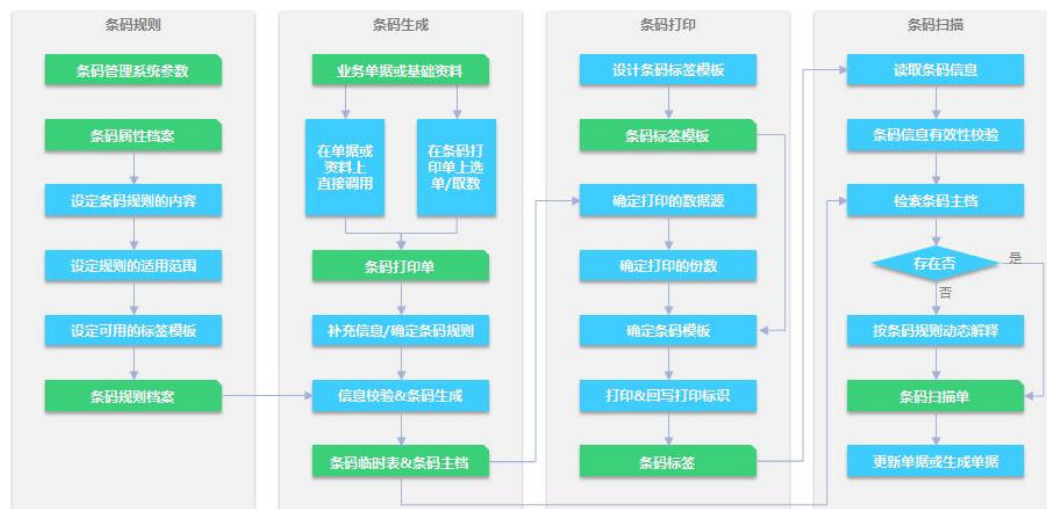 条码规则
条码管理系统参数
条码属性档案
设定条码规则的内容
设定规则的适用范围
设定可用的标签模板
条码规则档案
条码生成
业务单据或基础资料
在单据或
资料上
直接调用
在条码打
印单上选
单/取数
条码打印单
补充信息/确定条码规则
信息校验&条码生成
条码临时表&条码主档
条码打印
设计条码标签模板
条码标签模板
确定打印的数据源
确定打印的份数
确定条码模板
打印&回写打印标识
条码标签
条码扫描
读取条码信息
条码信息有效性校验
检索条码主档
存在否
是
否
按条码规则动态解释
条码扫描单
更新单据或生成单据